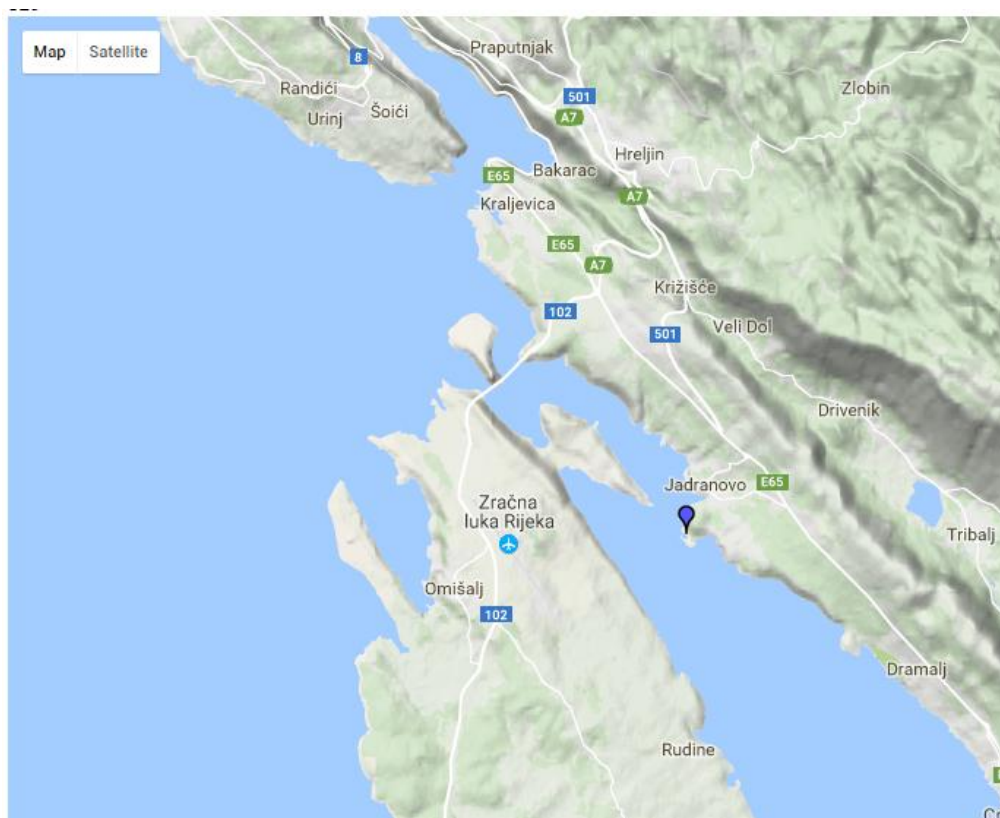 Map Satellite
Praputnjak
8
Randići
Zlobin
501
Šoići
Urinj
A7
Hreljin
Bakarac
E65
A7
Kraljevica
E65
A7
Križišće
102
Veli Dol
501
Drivenik
Jadranovo
E65
Zračna
luka Rijeka
Tribalj
Omišalj
102
Dramalj
Rudine